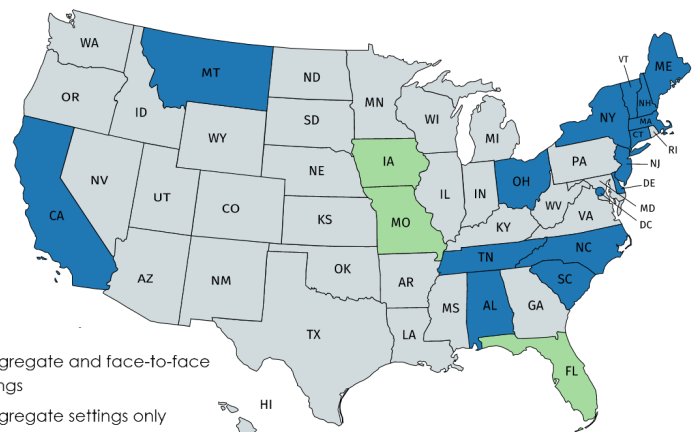 WA
MT
ND
MN
VT
ME
OR
ID
SD
WI
MI
NY
NH
MA
CT
RI
WY
IA
NE
PA
NJ
NV
UT
CO
IL
IN
OH
DE
MD
DC
CA
KS
MO
WV
VA
KY
NC
TN
AZ
NM
OK
AR
SC
MS
AL
GA
TX
LA
FL
HI
gregate and face-to-face
ngs
gregate settings only